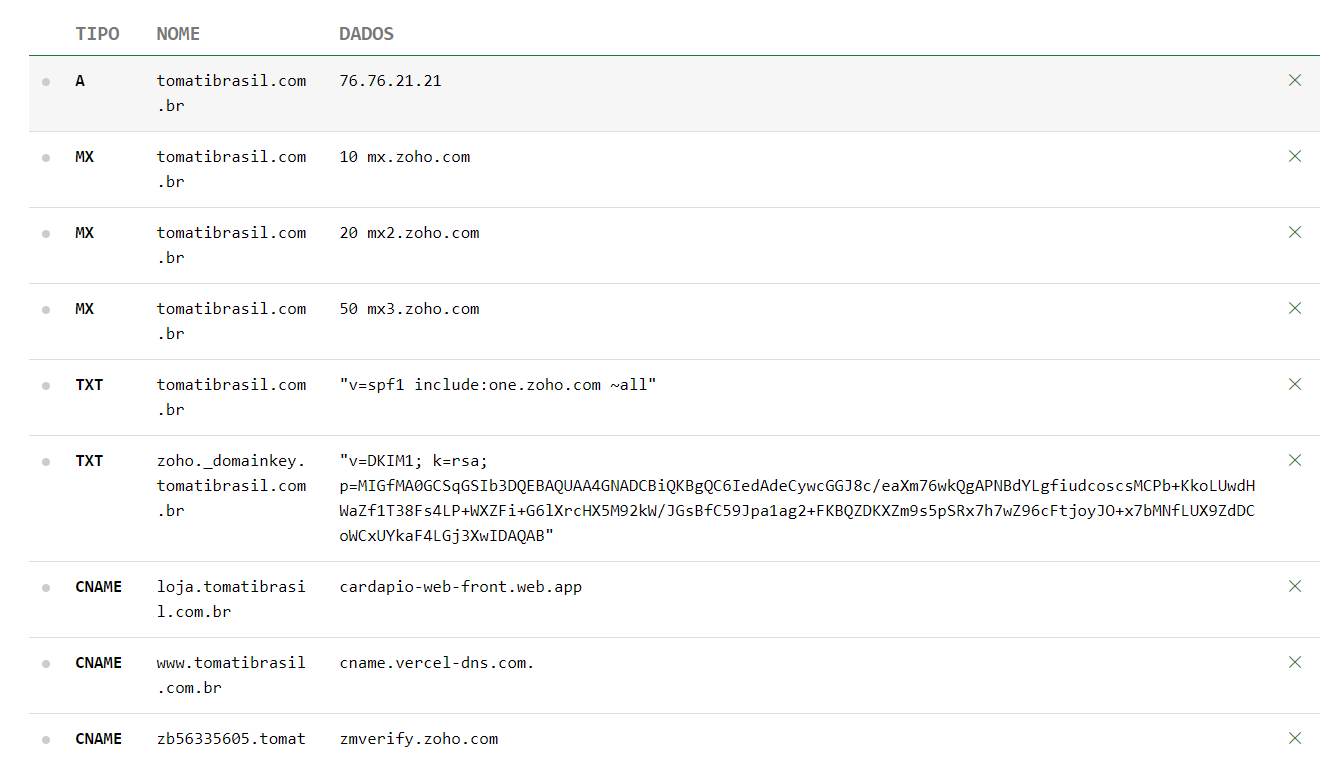 TIPO NOME DADOS
A tomatibrasil.com 76.76.21.21
.br
MX tomatibrasil.com 10 mx.zoho.com
.br
MX tomatibrasil.com 20 mx2.zoho.com
.br
MX tomatibrasil.com 50 mx3.zoho.com
.br
TXT tomatibrasil.com "v=spf1 include:one.zoho.com ~all"
.br
TXT zoho._domainkey. "v=DKIM1; k=rsa;
tomatibrasil.com p=MIGfMA0GCSqGSIb3DQEBAQUAA4GNADCBiQKBgQC6IedAdeCywcGGJ8c/eaXm76wkQgAPNBdYLgfiudcoscsMCPb+KkoLUwdH
.br WaZf1T38Fs4LP+WXZFi+G6lXrcHX5M92kW/JGsBfC59Jpa1ag2+FKBQZDKXZm9s5pSRx7h7wZ96cFtjoyJO+x7bMNfLUX9ZdDC
oWCxUYkaF4LGj3XwIDAQAB"
CNAME loja.tomatibrasi cardapio-web-front.web.app
l.com.br
CNAME www.tomatibrasil cname.vercel-dns.com.
.com.br
CNAME zb56335605.tomat zmverify.zoho.com